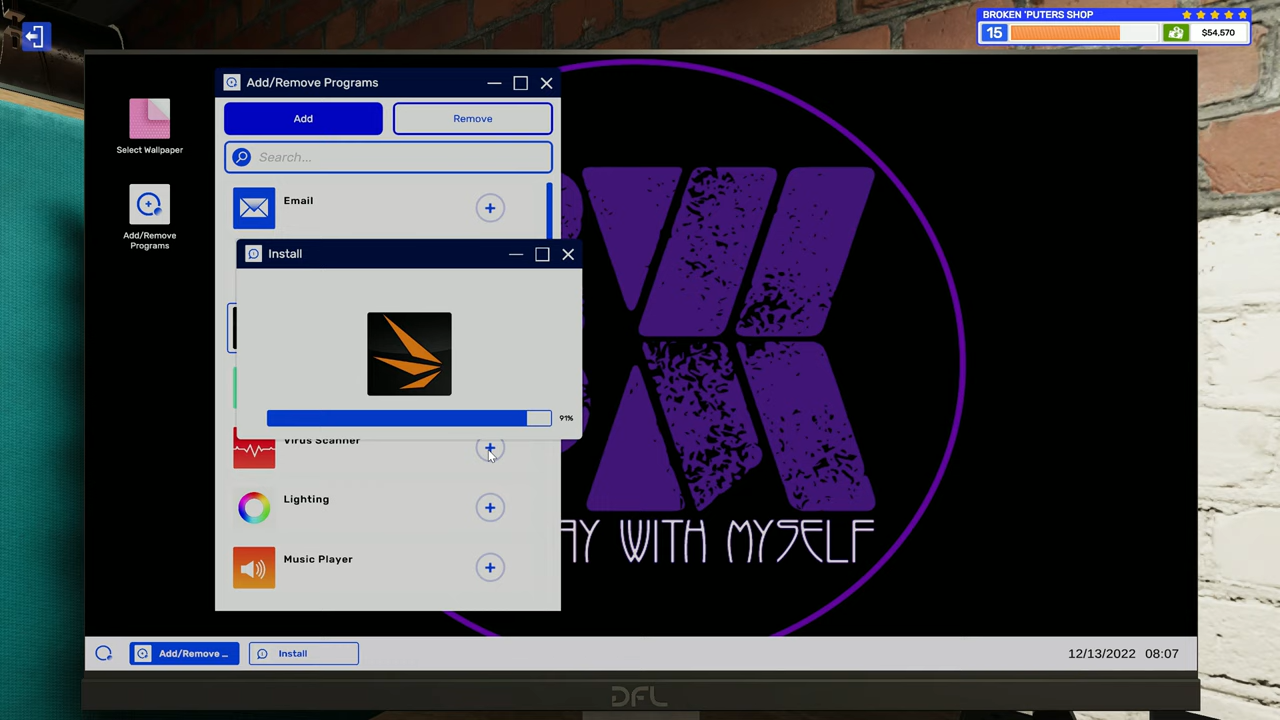 BROKEN 'PUTERS SHOP
15
$54,570
Add/Remove Programs
Add
Remove
Search...
Select Wallpaper
Add/Remove
Programs
Email
Install
91%
Virus Scanner
Lighting
Music Player
AY WITH MYSELF
Add/Remove ...
Install
12/13/2022 08:07
DFL